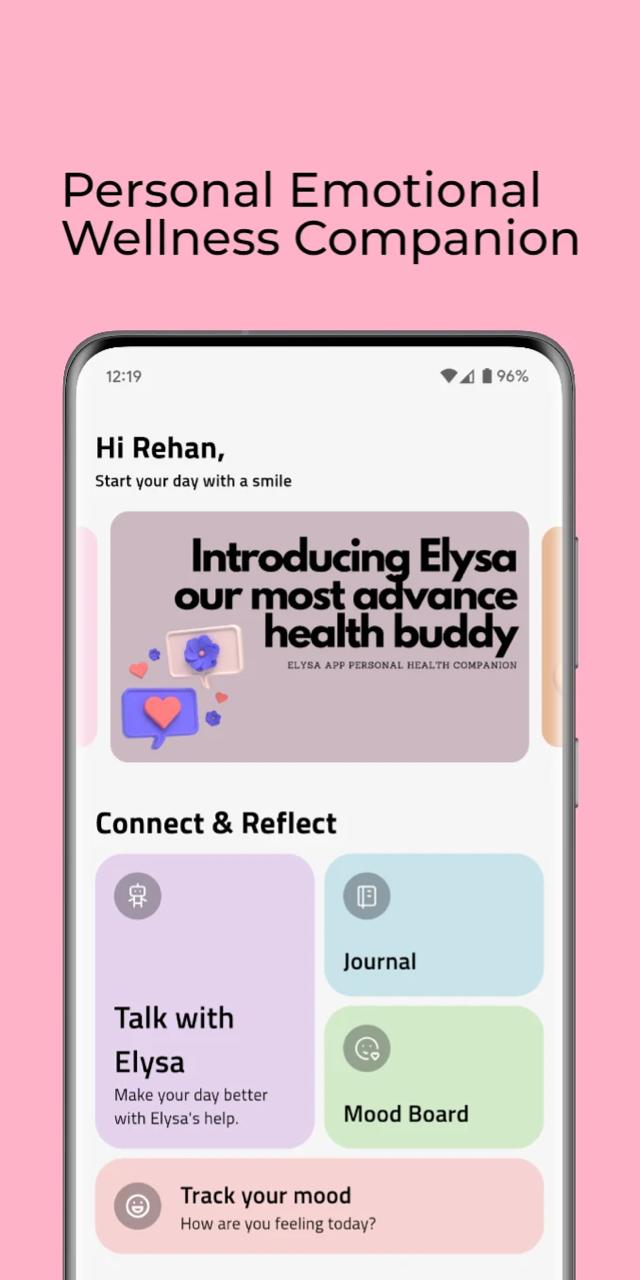 Personal Emotional
Wellness Companion
12:19
96%
Hi Rehan,
Start your day with a smile
Introducing Elysa
our most advance
health buddy
ELYSA APP PERSONAL HEALTH COMPANION
Connect & Reflect
Talk with
Elysa
Make your day better
with Elysa's help.
Journal
Mood Board
Track your mood
How are you feeling today?